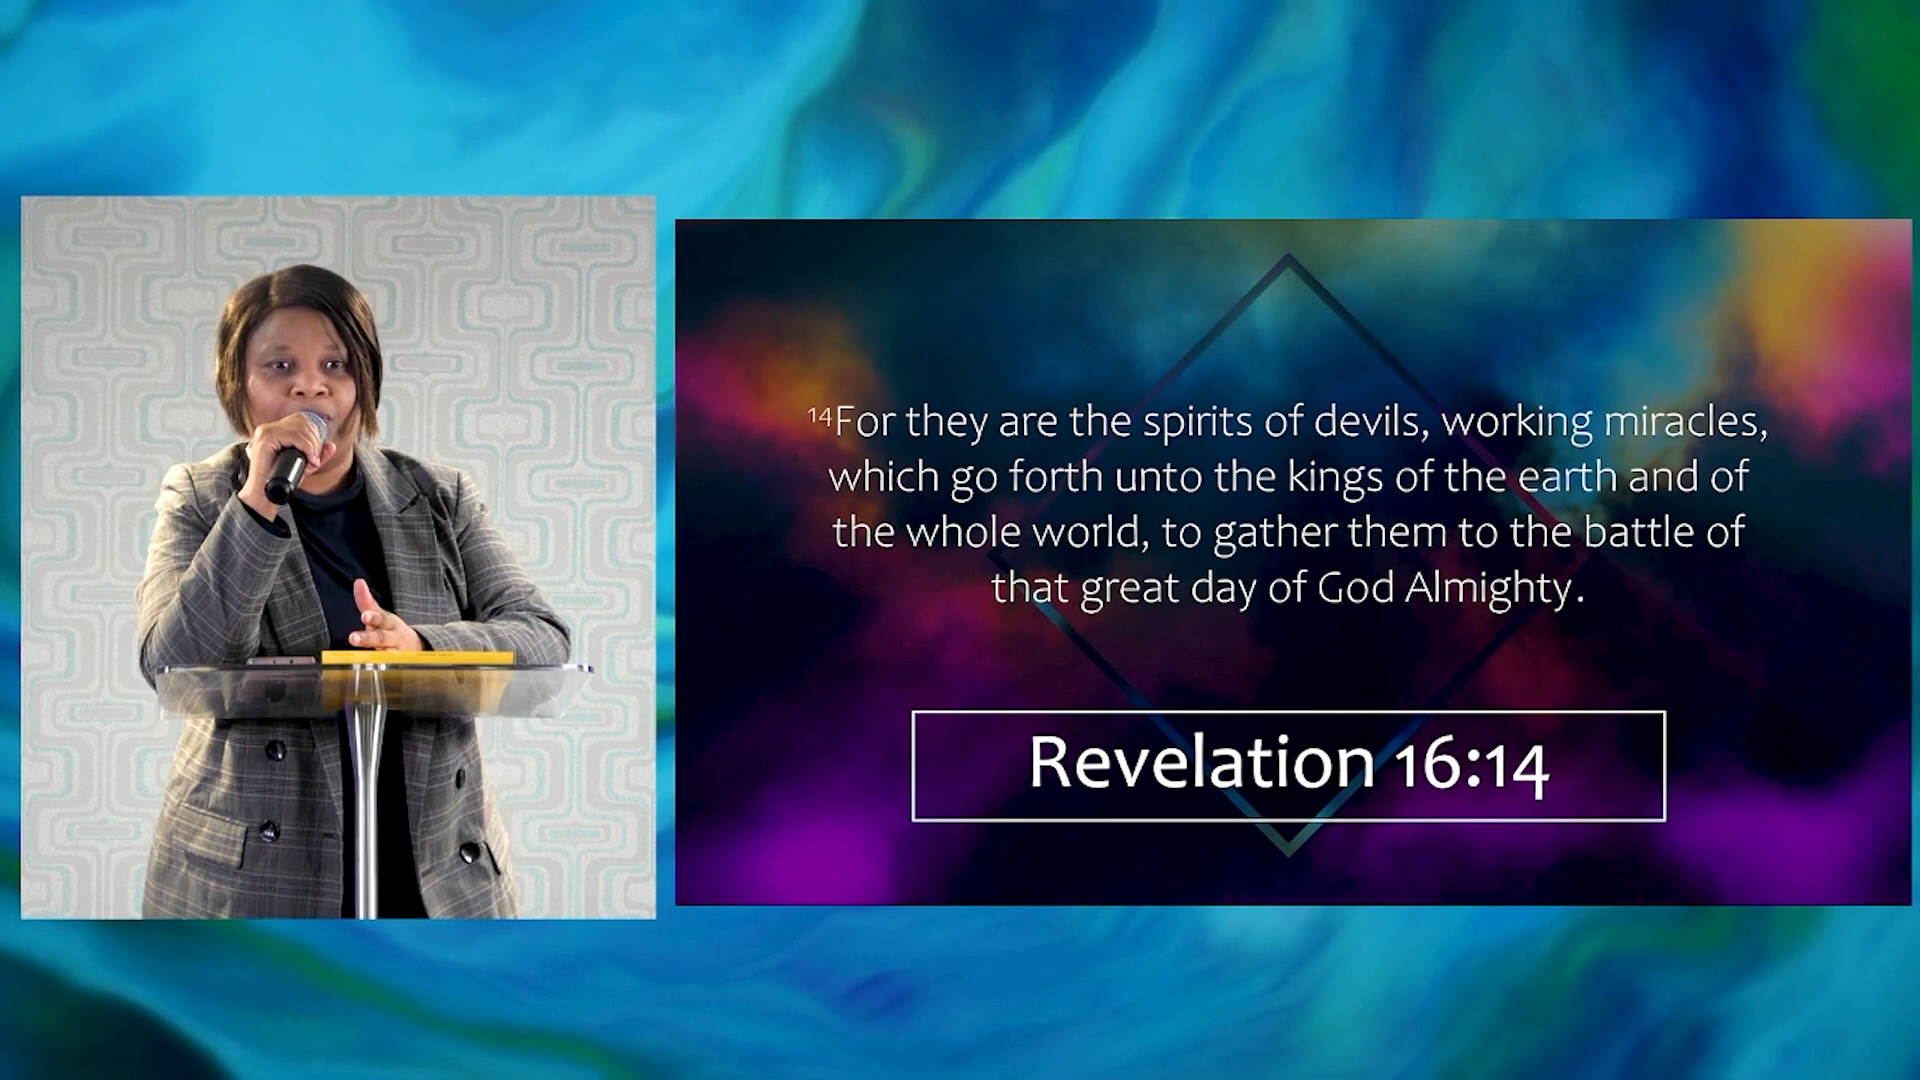 ¹⁴For they are the spirits of devils, working miracles,
which go forth unto the kings of the earth and of
the whole world, to gather them to the battle of
that great day of God Almighty.
Revelation 16:14